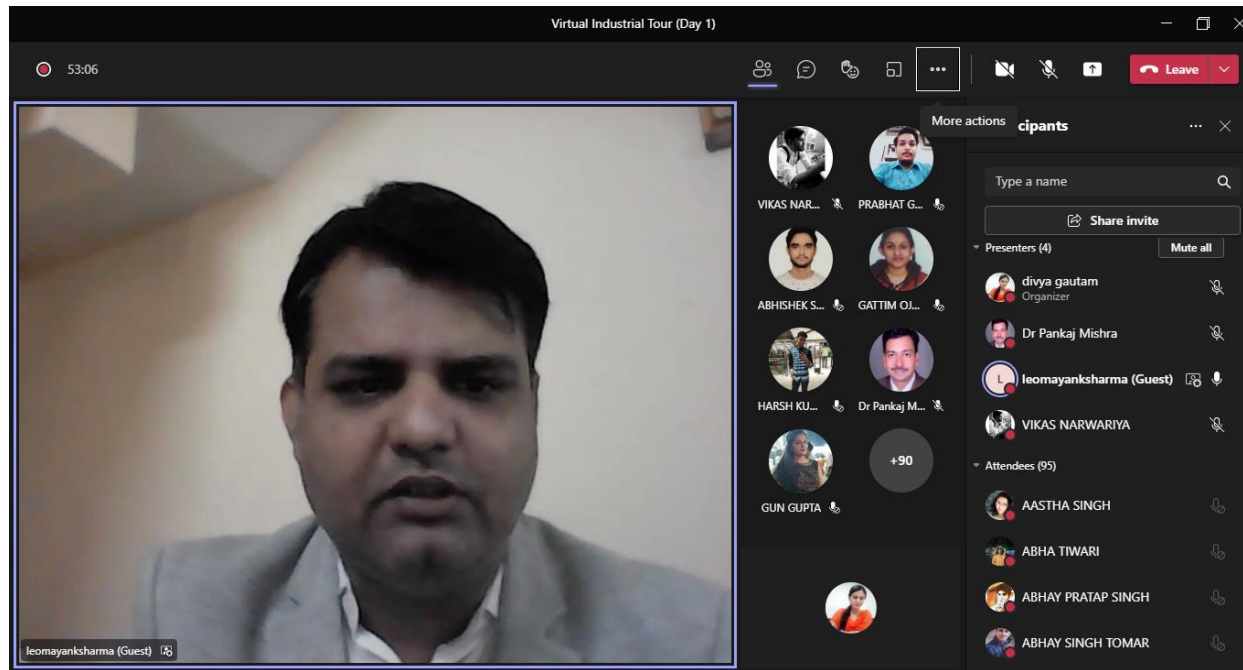 Virtual Industrial Tour (Day 1)
53:06
Leave
More actions
cipants
Type a name
Share invite
Presenters (4)
Mute all
divya gautam
Organizer
Dr Pankaj Mishra
L
leomayanksharma (Guest)
VIKAS NARWARIYA
Attendees (95)
AASTHA SINGH
ABHA TIWARI
ABHAY PRATAP SINGH
ABHAY SINGH TOMAR
VIKAS NAR...
PRABHAT G...
ABHISHEK S...
GATTIM OJ...
HARSH KU...
Dr Pankaj M...
GUN GUPTA
+90
leomayanksharma (Guest)